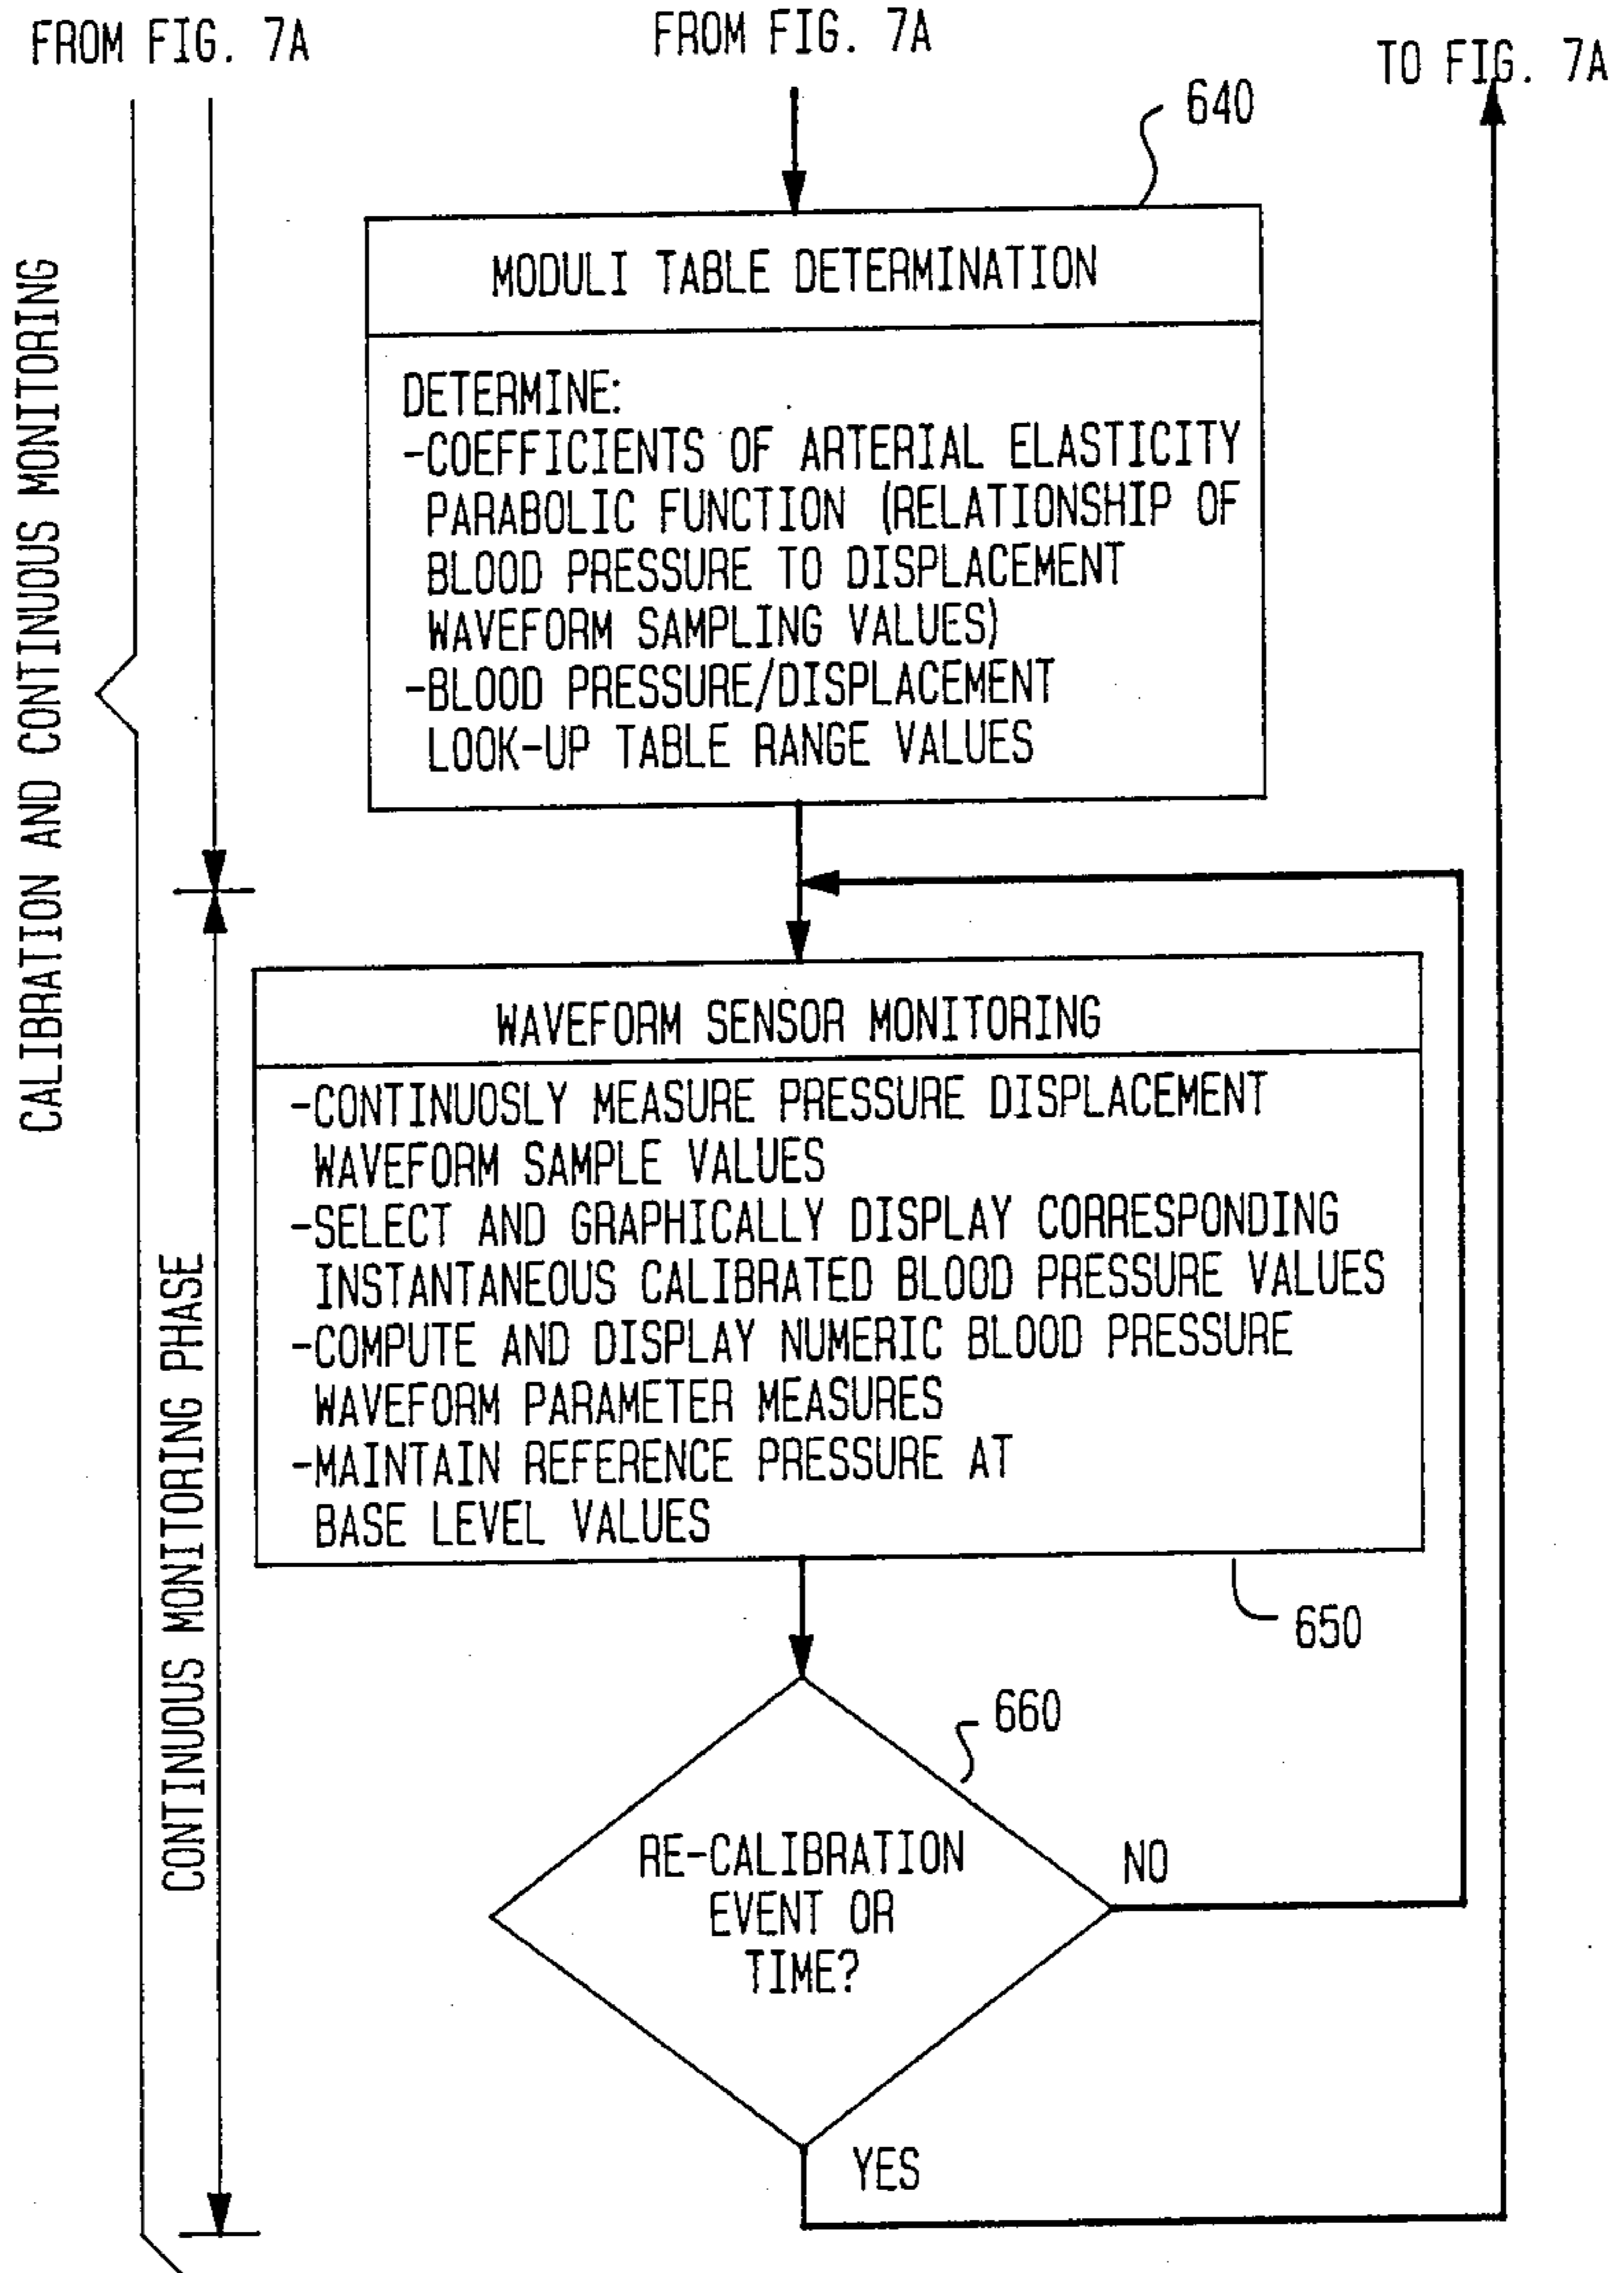 FROM FIG. 7A
FROM FIG. 7A
TO FIG. 7A
640
MODULI TABLE DETERMINATION
DETERMINE:
-COEFFICIENTS OF ARTERIAL ELASTICITY
PARABOLIC FUNCTION (RELATIONSHIP OF
BLOOD PRESSURE TO DISPLACEMENT
WAVEFORM SAMPLING VALUES)
-BLOOD PRESSURE/DISPLACEMENT
LOOK-UP TABLE RANGE VALUES
CALIBRATION AND CONTINUOUS MONITORING
WAVEFORM SENSOR MONITORING
-CONTINUOSLY MEASURE PRESSURE DISPLACEMENT
WAVEFORM SAMPLE VALUES
-SELECT AND GRAPHICALLY DISPLAY CORRESPONDING
INSTANTANEOUS CALIBRATED BLOOD PRESSURE VALUES
-COMPUTE AND DISPLAY NUMERIC BLOOD PRESSURE
WAVEFORM PARAMETER MEASURES
-MAINTAIN REFERENCE PRESSURE AT
BASE LEVEL VALUES
650
CONTINUOUS MONITORING PHASE
660
RE-CALIBRATION
EVENT OR
TIME?
NO
YES